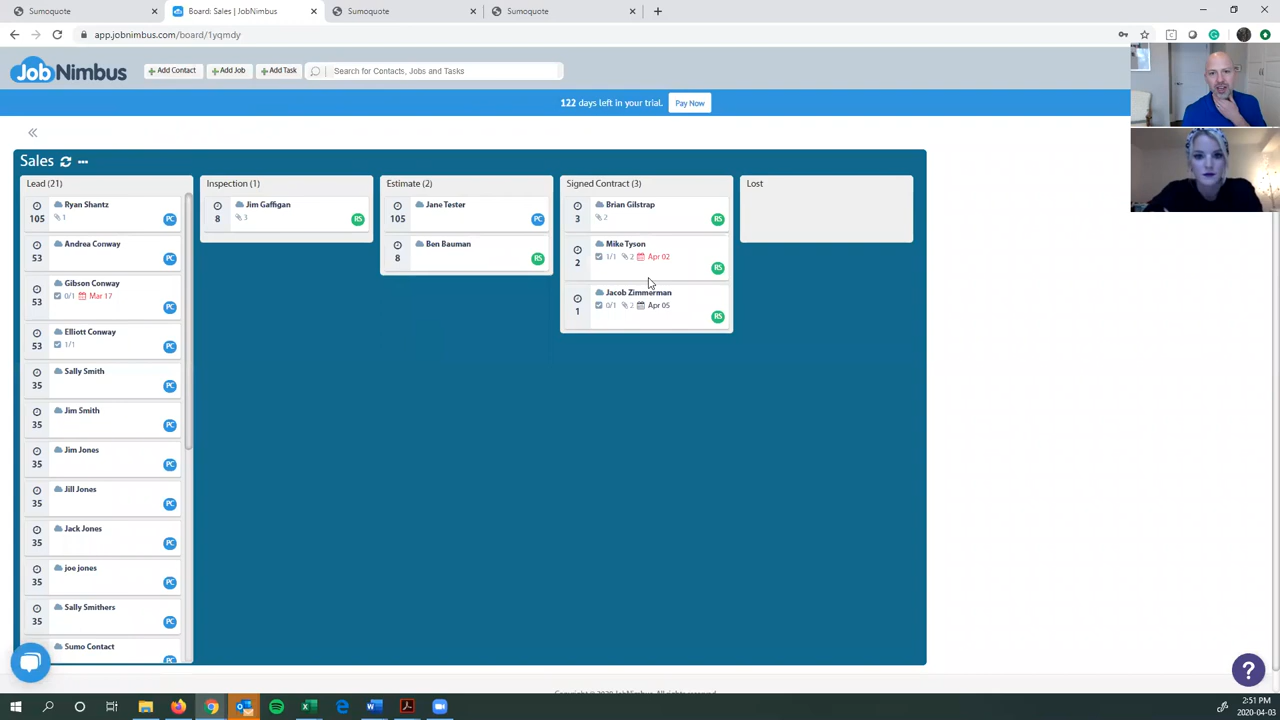 Sumoquote
Board: Sales | JobNimbus
Sumoquote
Sumoquote
app.jobnimbus.com/board/1yqmdy
JobNimbus
Add Contact
Add Job
Add Task
Search for Contacts, Jobs and Tasks
122 days left in your trial.
Pay Now
Sales
Lead (21)
105
Ryan Shantz
1
PC
53
Andrea Conway
PC
53
Gibson Conway
0/1 Mar 17
PC
53
Elliott Conway
1/1
PC
35
Sally Smith
PC
35
Jim Smith
PC
35
Jim Jones
PC
35
Jill Jones
PC
35
Jack Jones
PC
35
joe jones
PC
35
Sally Smithers
PC
Sumo Contact
PC
Inspection (1)
8
Jim Gaffigan
3
RS
Estimate (2)
105
Jane Tester
PC
8
Ben Bauman
RS
Signed Contract (3)
3
Brian Gilstrap
2
RS
2
Mike Tyson
1/1 2 Apr 02
RS
1
Jacob Zimmerman
0/1 2 Apr 05
RS
Lost
2:51 PM
2020-04-03